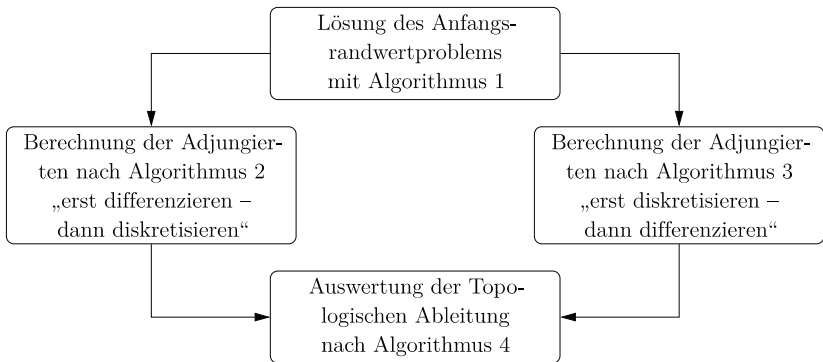 Lösung des Anfangs-
randwertproblems
mit Algorithmus 1
Berechnung der Adjungier-
ten nach Algorithmus 2
„erst differenzieren –
dann diskretisieren“
Berechnung der Adjungier-
ten nach Algorithmus 3
„erst diskretisieren –
dann differenzieren“
Auswertung der Topo-
logischen Ableitung
nach Algorithmus 4